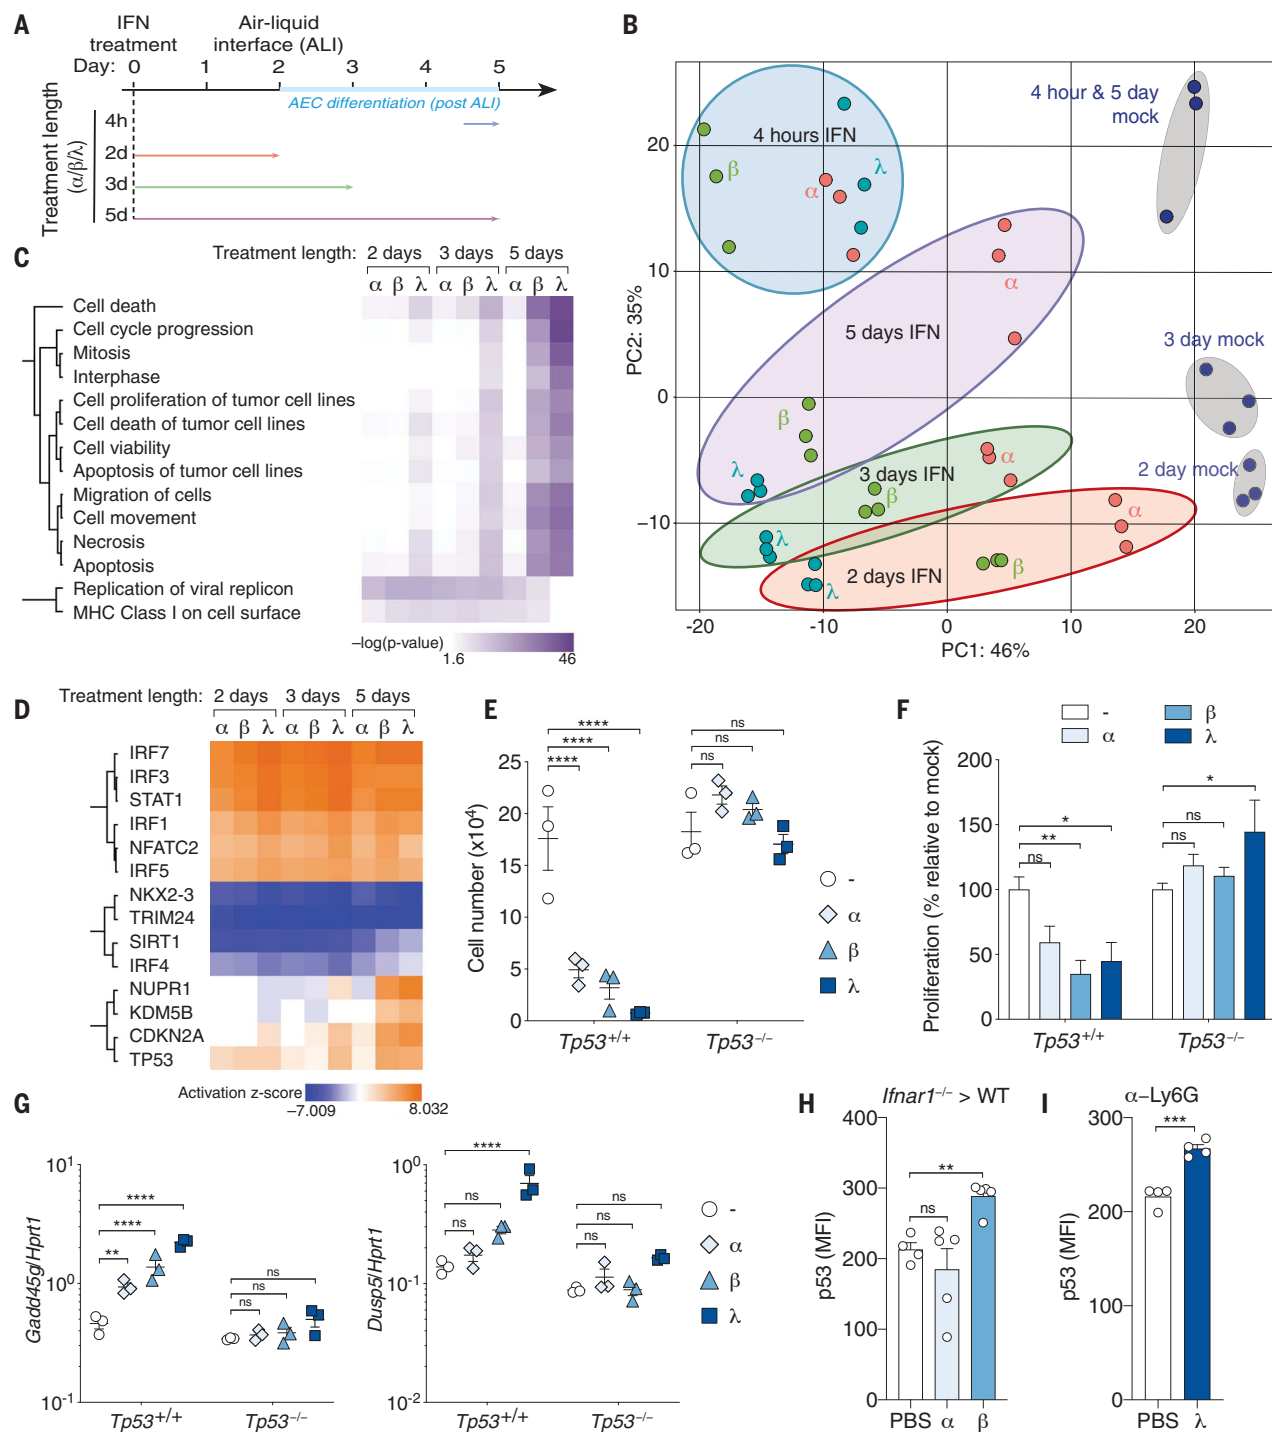 A
IFN treatment
Air-liquid interface (ALI)
Day: 0 1 2 3 4 5
AEC differentiation (post ALI)
Treatment length (α/β/λ)
4h
2d
3d
5d
B
4 hours IFN
β
α
λ
4 hour & 5 day mock
5 days IFN
α
β
λ
3 day mock
3 days IFN
α
β
λ
2 day mock
2 days IFN
α
β
λ
PC2: 35%
20
10
0
−10
-20 -10 0 10 20
PC1: 46%
C
Treatment length: 2 days 3 days 5 days
α β λ α β λ α β λ
Cell death
Cell cycle progression
Mitosis
Interphase
Cell proliferation of tumor cell lines
Cell death of tumor cell lines
Cell viability
Apoptosis of tumor cell lines
Migration of cells
Cell movement
Necrosis
Apoptosis
Replication of viral replicon
MHC Class I on cell surface
−log(p-value)
1.6 46
D
Treatment length: 2 days 3 days 5 days
α β λ α β λ α β λ
IRF7
IRF3
STAT1
IRF1
NFATC2
IRF5
NKX2-3
TRIM24
SIRT1
IRF4
NUPR1
KDM5B
CDKN2A
TP53
Activation z-score
−7.009 8.032
E
Cell number (x10⁴)
25
20
15
10
5
0
****
****
****
ns
ns
ns
Tp53+/+ Tp53−/−
-
α
β
λ
F
- β
α λ
Proliferation (% relative to mock)
200
150
100
50
0
*
**
ns
*
ns
ns
Tp53+/+ Tp53−/−
G
Gadd45g/Hprt1
10¹
10⁰
10-1
****
****
**
ns
ns
ns
Tp53+/+ Tp53−/−
Dusp5/Hprt1
10⁰
10-1
10-2
****
ns
ns
ns
ns
ns
Tp53+/+ Tp53−/−
-
α
β
λ
H
Ifnar1−/− > WT
p53 (MFI)
400
300
200
100
0
**
ns
PBS α β
I
α−Ly6G
p53 (MFI)
300
200
100
0
***
PBS λ